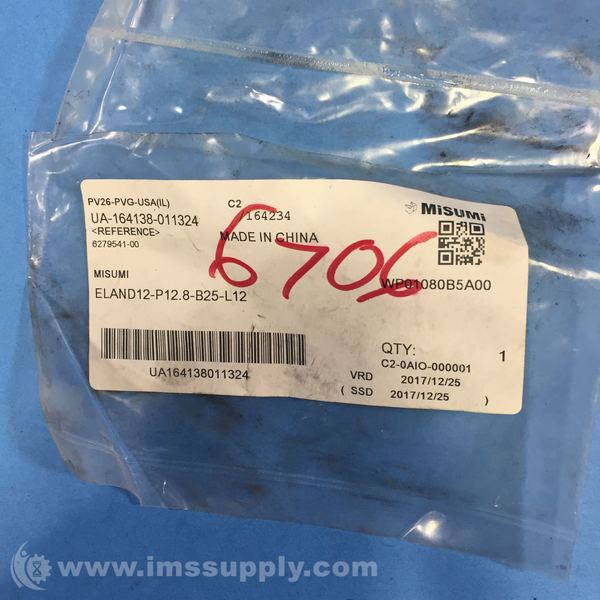 PV26-PVG-USA(IL) C2
UA-164138-011324 /164234
<REFERENCE> MADE IN CHINA
6279541-00
MiSUMi
6706
WP01080B5A00
MISUMI
ELAND12-P12.8-B25-L12
UA164138011324
QTY: 1
C2-0AIO-000001
VRD 2017/12/25
( SSD 2017/12/25 )
www.imssupply.com